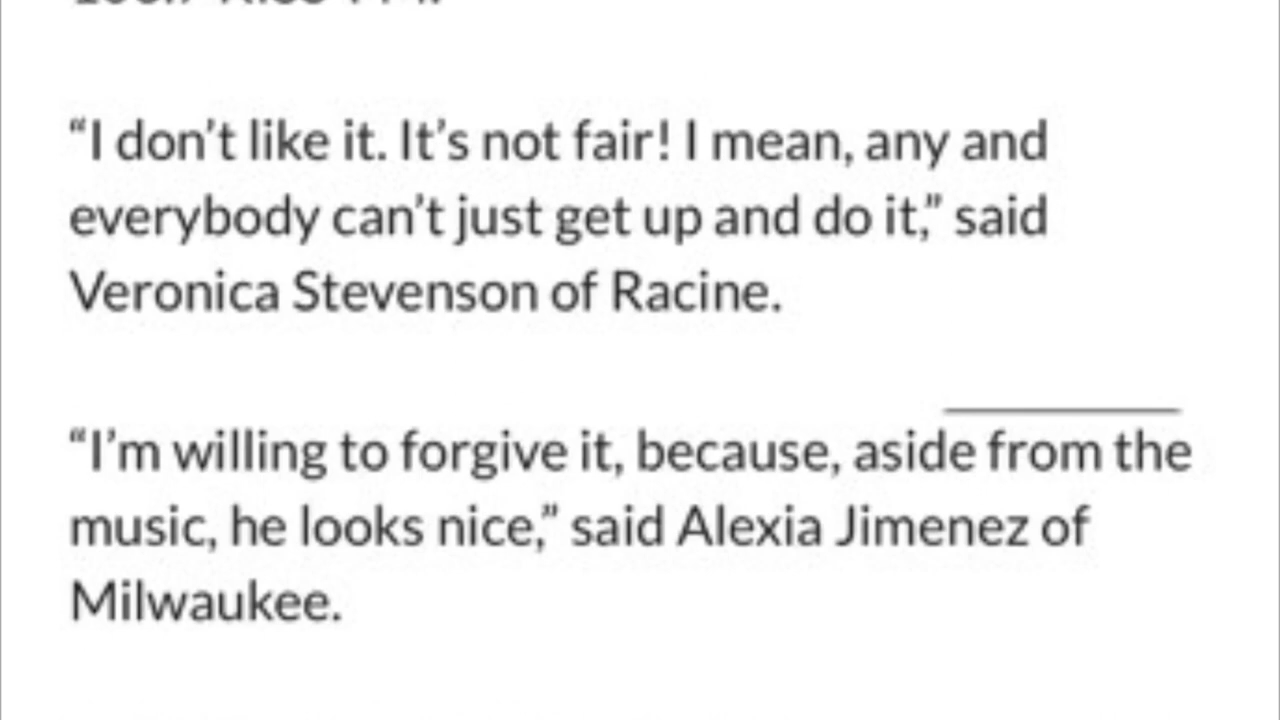 “I don’t like it. It’s not fair! I mean, any and
everybody can’t just get up and do it,” said
Veronica Stevenson of Racine.
“I’m willing to forgive it, because, aside from the
music, he looks nice,” said Alexia Jimenez of
Milwaukee.